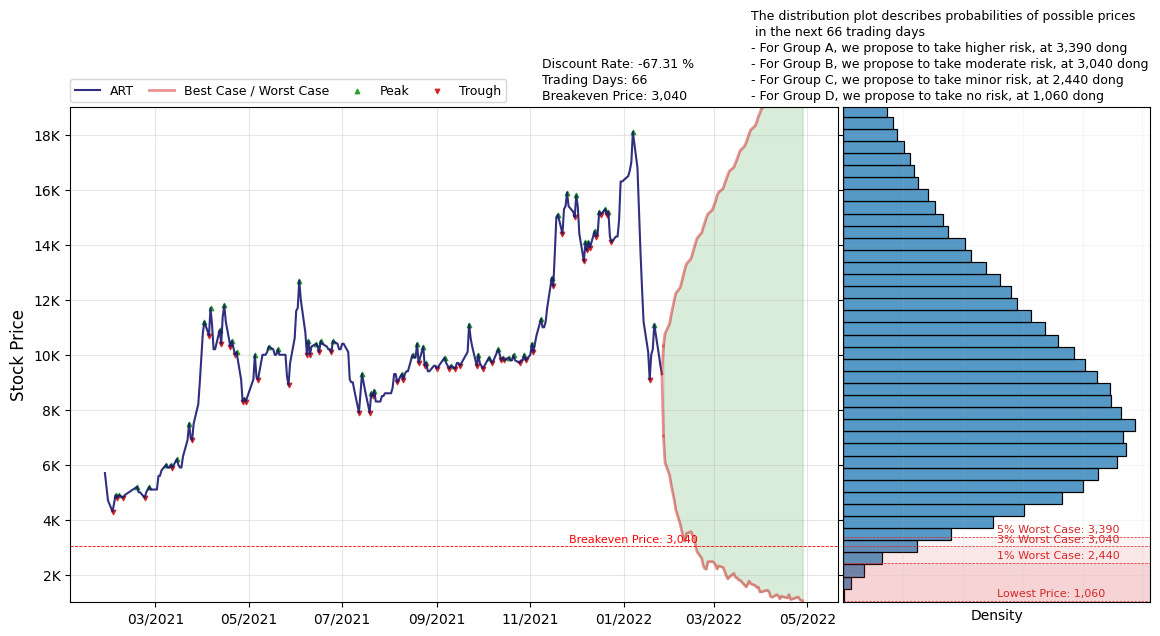 The distribution plot describes probabilities of possible prices
in the next 66 trading days
- For Group A, we propose to take higher risk, at 3,390 dong
- For Group B, we propose to take moderate risk, at 3,040 dong
- For Group C, we propose to take minor risk, at 2,440 dong
- For Group D, we propose to take no risk, at 1,060 dong
Discount Rate: -67.31 %
Trading Days: 66
Breakeven Price: 3,040
ART
Best Case / Worst Case
Peak
Trough
Stock Price
18K
16K
14K
12K
10K
8K
6K
4K
2K
Breakeven Price: 3,040
5% Worst Case: 3,390
3% Worst Case: 3,040
1% Worst Case: 2,440
Lowest Price: 1,060
03/2021
05/2021
07/2021
09/2021
11/2021
01/2022
03/2022
05/2022
Density